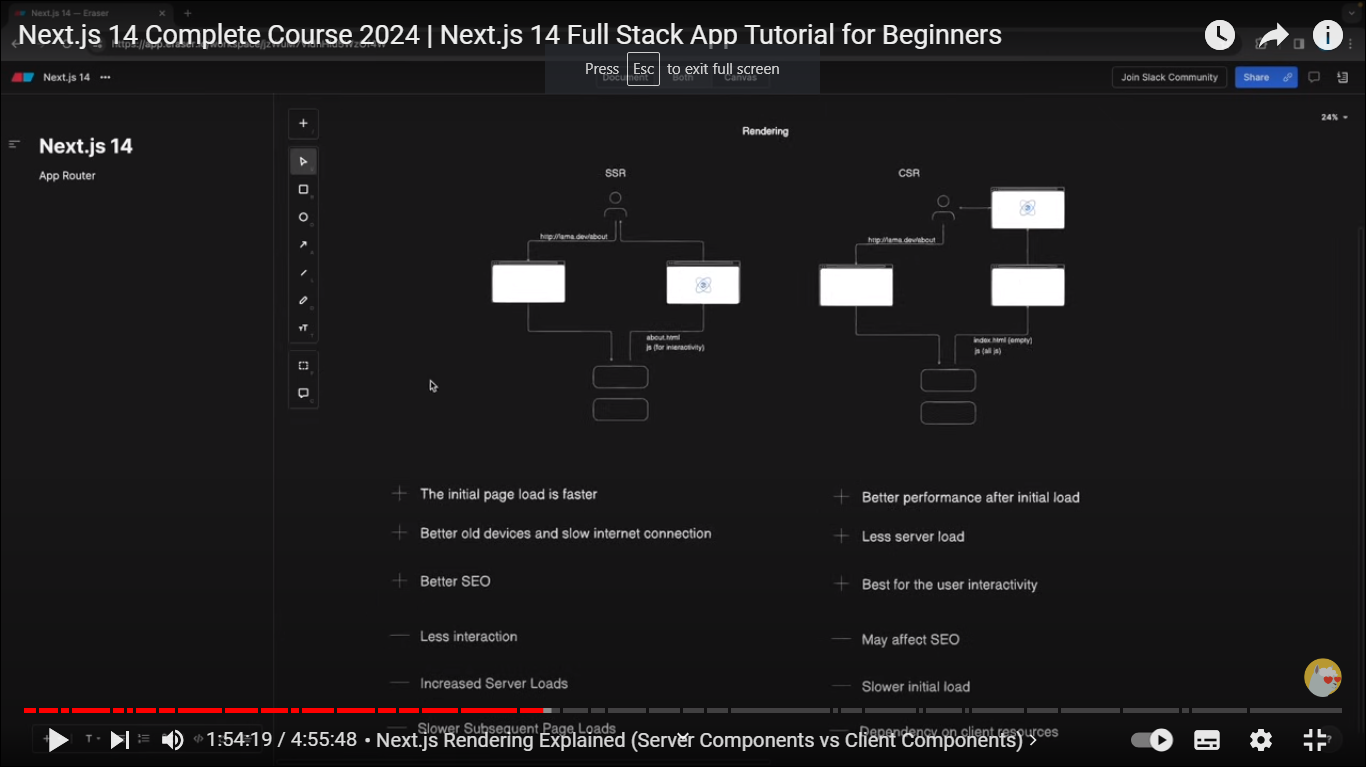 Next.js 14 — Eraser
Next.js 14 Complete Course 2024 | Next.js 14 Full Stack App Tutorial for Beginners
Press Esc to exit full screen
Document Both Canvas
Next.js 14
Join Slack Community
Share
24%
Next.js 14
App Router
Rendering
SSR
CSR
http://lama.dev/about
http://lama.dev/about
about.html
js (for interactivity)
index.html (empty)
js (all js)
The initial page load is faster
Better old devices and slow internet connection
Better SEO
Less interaction
Increased Server Loads
Slower Subsequent Page Loads
Better performance after initial load
Less server load
Best for the user interactivity
May affect SEO
Slower initial load
Dependency on client resources
1:54:19 / 4:55:48 • Next.js Rendering Explained (Server Components vs Client Components)